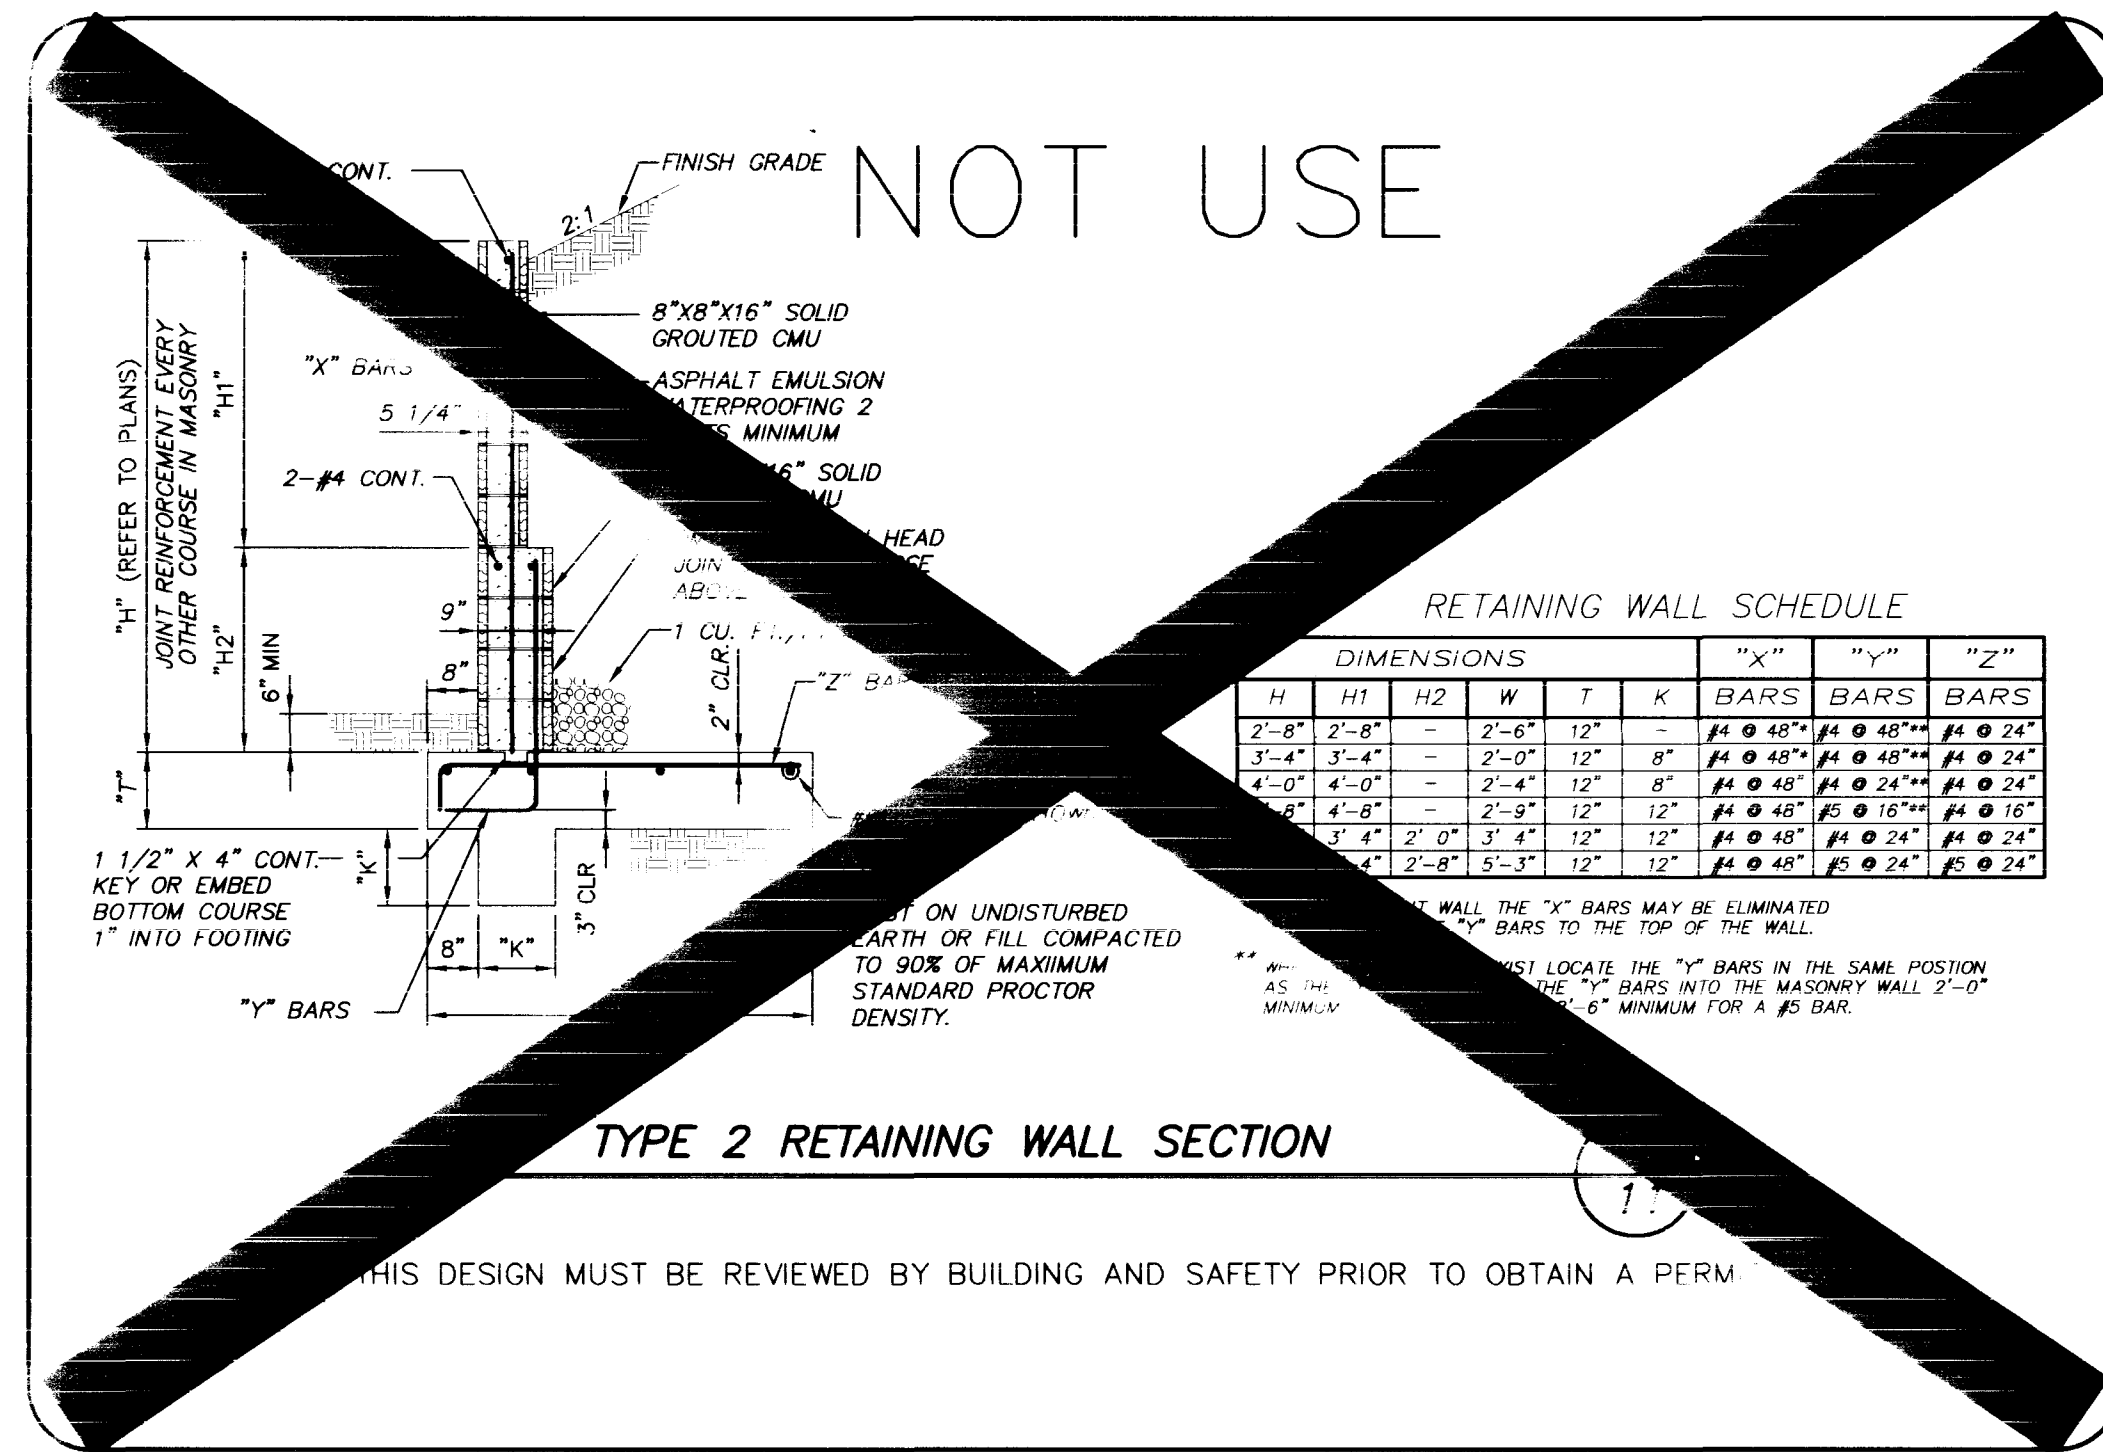 NOT USE
CONT.
FINISH GRADE
2:1
8"X8"X16" SOLID
GROUTED CMU
"X" BARS
ASPHALT EMULSION
WATERPROOFING 2
MINIMUM
5 1/4"
2-#4 CONT.
SOLID
CMU
HEAD
ABOVE
"H" (REFER TO PLANS)
JOINT REINFORCEMENT EVERY
OTHER COURSE IN MASONRY
"H1"
"H2"
6" MIN
9"
8"
1 CU.
2" CLR.
"Z"
"T"
1 1/2" X 4" CONT.
KEY OR EMBED
BOTTOM COURSE
1" INTO FOOTING
"K"
3" CLR
8"
"K"
"Y" BARS
ON UNDISTURBED
EARTH OR FILL COMPACTED
TO 90% OF MAXIIMUM
STANDARD PROCTOR
DENSITY.
RETAINING WALL SCHEDULE
DIMENSIONS "X" "Y" "Z"
H H1 H2 W T K BARS BARS BARS
2'-8" 2'-8" - 2'-6" 12" - #4 @ 48"* #4 @ 48"** #4 @ 24"
3'-4" 3'-4" - 2'-0" 12" 8" #4 @ 48"* #4 @ 48"** #4 @ 24"
4'-0" 4'-0" - 2'-4" 12" 8" #4 @ 48" #4 @ 24"** #4 @ 24"
4'-8" - 2'-9" 12" 12" #4 @ 48" #5 @ 16"** #4 @ 16"
3' 4" 2' 0" 3' 4" 12" 12" #4 @ 48" #4 @ 24" #4 @ 24"
2'-8" 5'-3" 12" 12" #4 @ 48" #5 @ 24" #5 @ 24"
WALL THE "X" BARS MAY BE ELIMINATED
"Y" BARS TO THE TOP OF THE WALL.
** LOCATE THE "Y" BARS IN THE SAME POSTION
AS THE THE "Y" BARS INTO THE MASONRY WALL 2'-0"
MINIMUM MINIMUM FOR A #5 BAR.
TYPE 2 RETAINING WALL SECTION
11
THIS DESIGN MUST BE REVIEWED BY BUILDING AND SAFETY PRIOR TO OBTAIN A